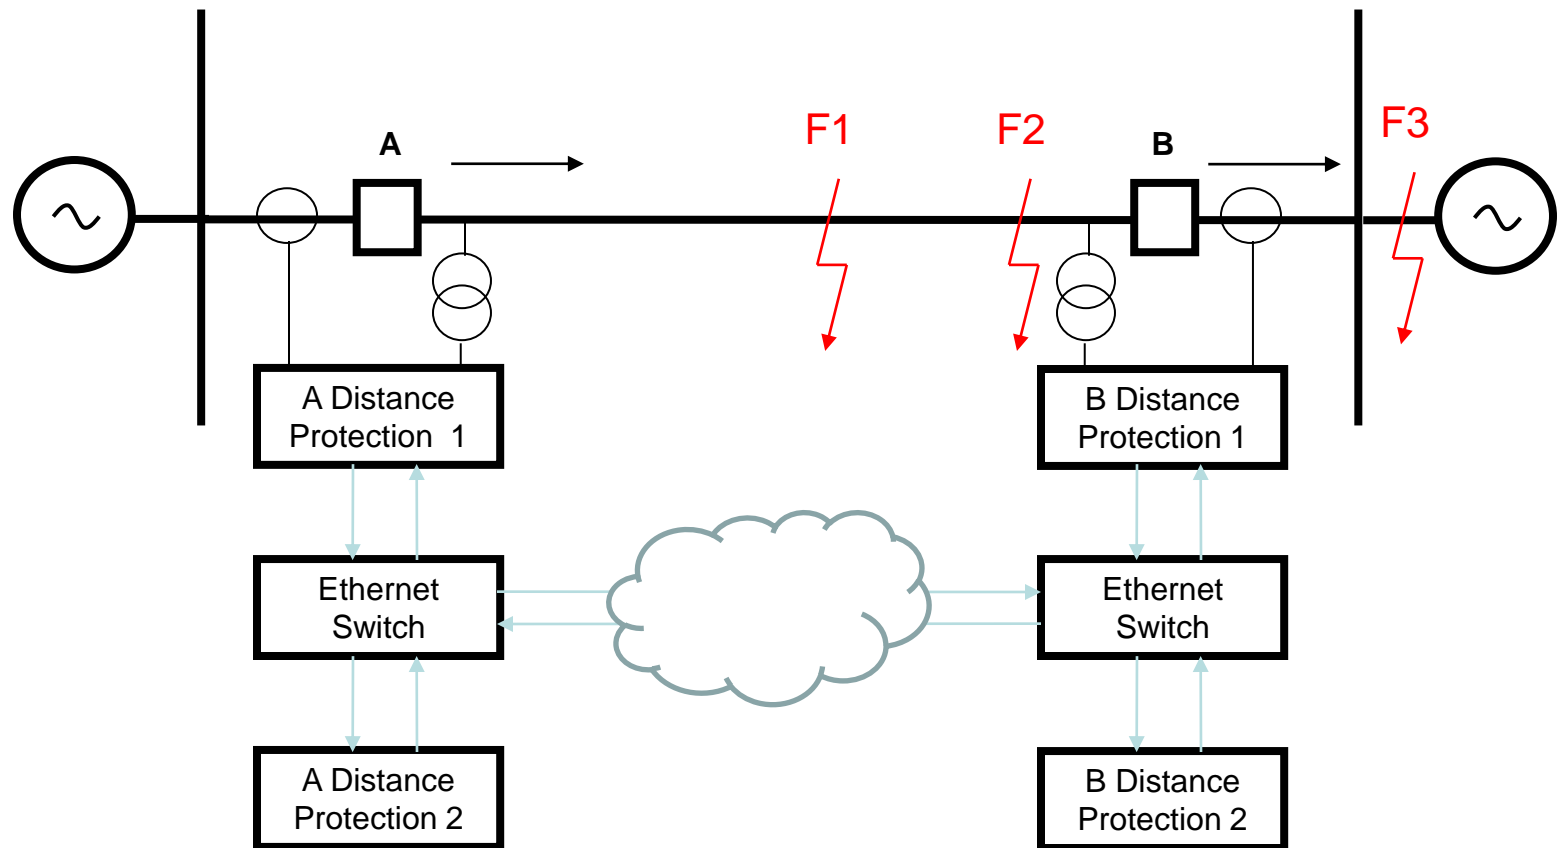 F1
F2
F3
A
B
A Distance
Protection 1
B Distance
Protection 1
Ethernet
Switch
Ethernet
Switch
A Distance
Protection 2
B Distance
Protection 2